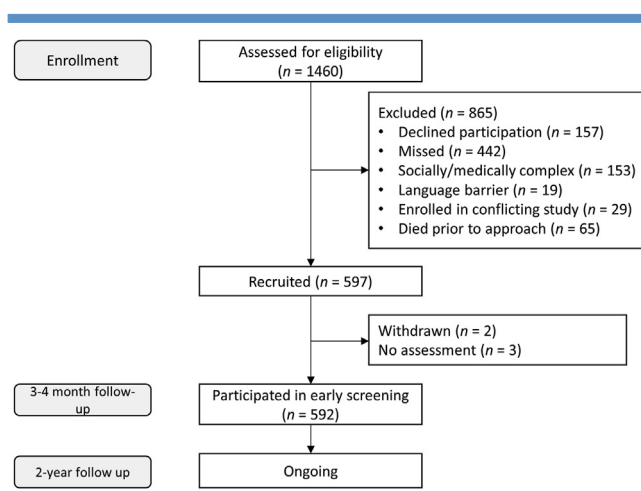 Enrollment
Assessed for eligibility
(n = 1460)
Excluded (n = 865)
• Declined participation (n = 157)
• Missed (n = 442)
• Socially/medically complex (n = 153)
• Language barrier (n = 19)
• Enrolled in conflicting study (n = 29)
• Died prior to approach (n = 65)
Recruited (n = 597)
Withdrawn (n = 2)
No assessment (n = 3)
3-4 month follow-
up
Participated in early screening
(n = 592)
2-year follow up
Ongoing